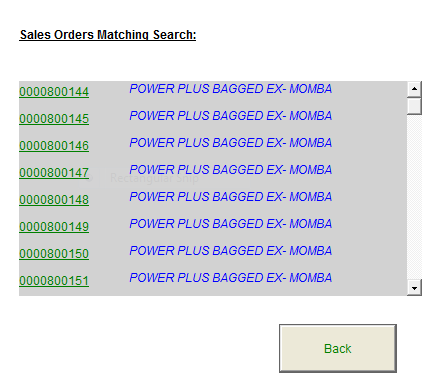 Sales Orders Matching Search:
0000800144 POWER PLUS BAGGED EX- MOMBA
0000800145 POWER PLUS BAGGED EX- MOMBA
0000800146 POWER PLUS BAGGED EX- MOMBA
0000800147 POWER PLUS BAGGED EX- MOMBA
0000800148 POWER PLUS BAGGED EX- MOMBA
0000800149 POWER PLUS BAGGED EX- MOMBA
0000800150 POWER PLUS BAGGED EX- MOMBA
0000800151 POWER PLUS BAGGED EX- MOMBA
Back